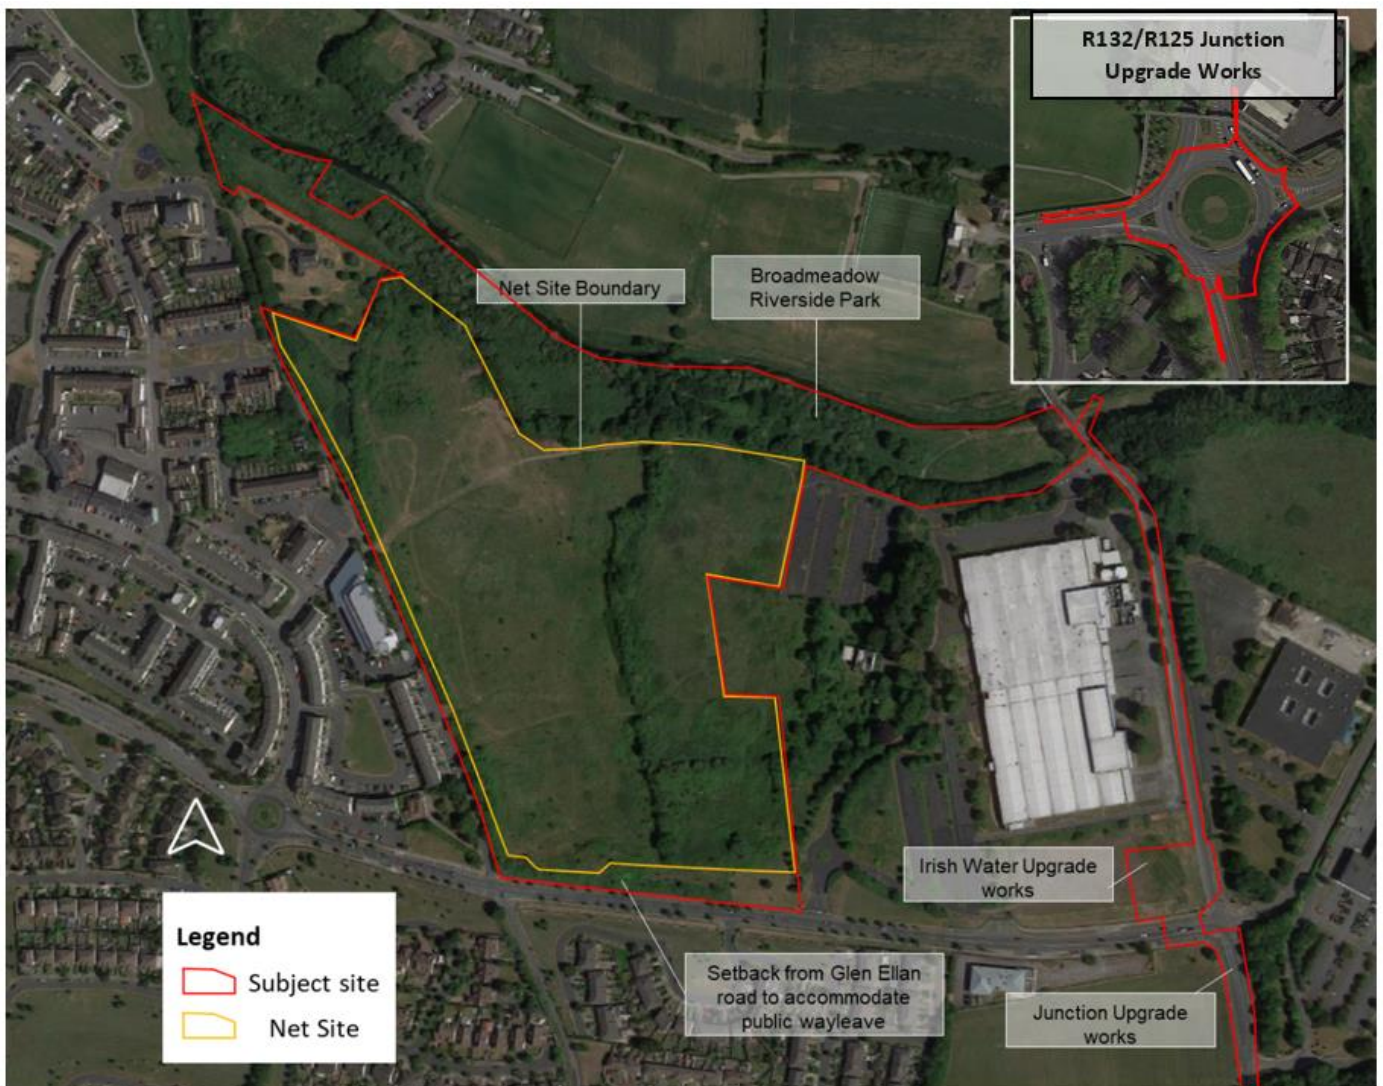 R132/R125 Junction
Upgrade Works
Net Site Boundary
Broadmeadow
Riverside Park
Irish Water Upgrade
works
Legend
Subject site
Net Site
Setback from Glen Ellan
road to accommodate
public wayleave
Junction Upgrade
works